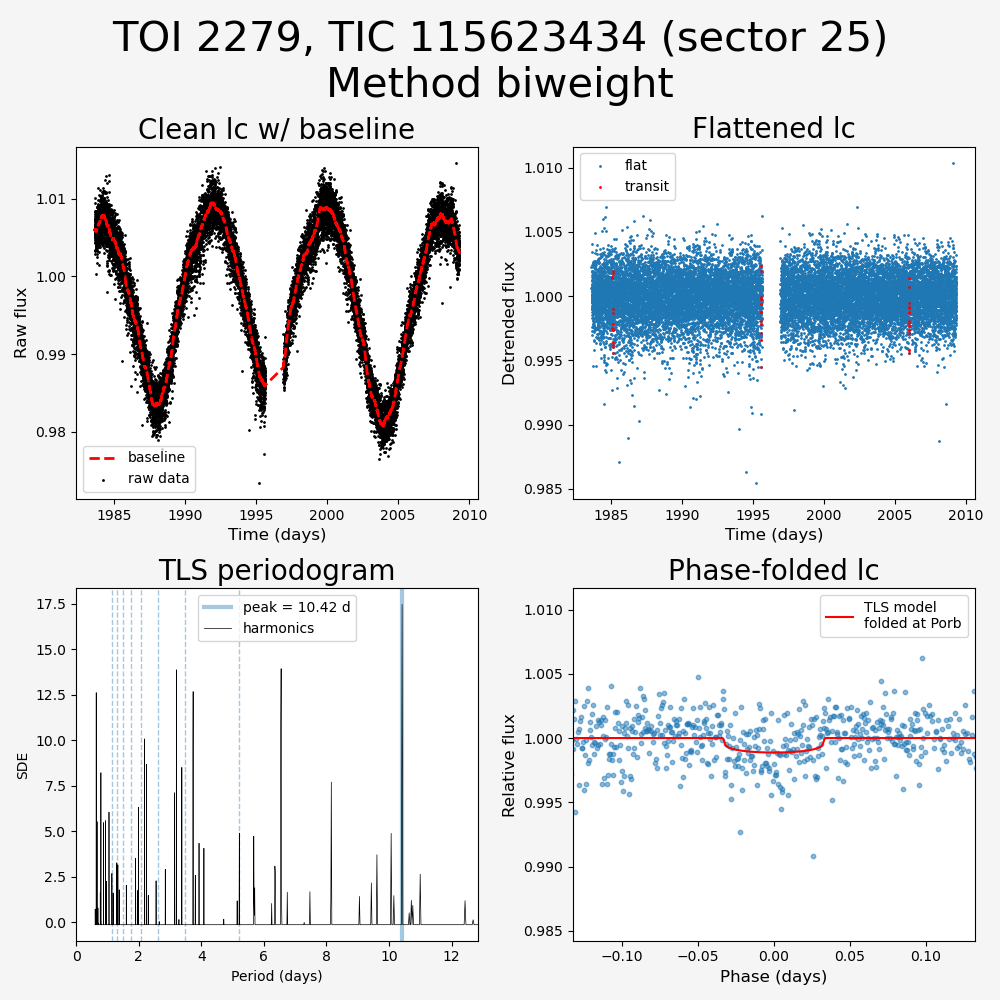 TOI 2279, TIC 115623434 (sector 25)
Method biweight
Clean lc w/ baseline
Raw flux
1.01
1.00
0.99
0.98
baseline
raw data
1985 1990 1995 2000 2005 2010
Time (days)
Flattened lc
Detrended flux
1.010
1.005
1.000
0.995
0.990
0.985
flat
transit
1985 1990 1995 2000 2005 2010
Time (days)
TLS periodogram
SDE
17.5
15.0
12.5
10.0
7.5
5.0
2.5
0.0
peak = 10.42 d
harmonics
0 2 4 6 8 10 12
Period (days)
Phase-folded lc
Relative flux
1.010
1.005
1.000
0.995
0.990
0.985
TLS model
folded at Porb
−0.10 −0.05 0.00 0.05 0.10
Phase (days)